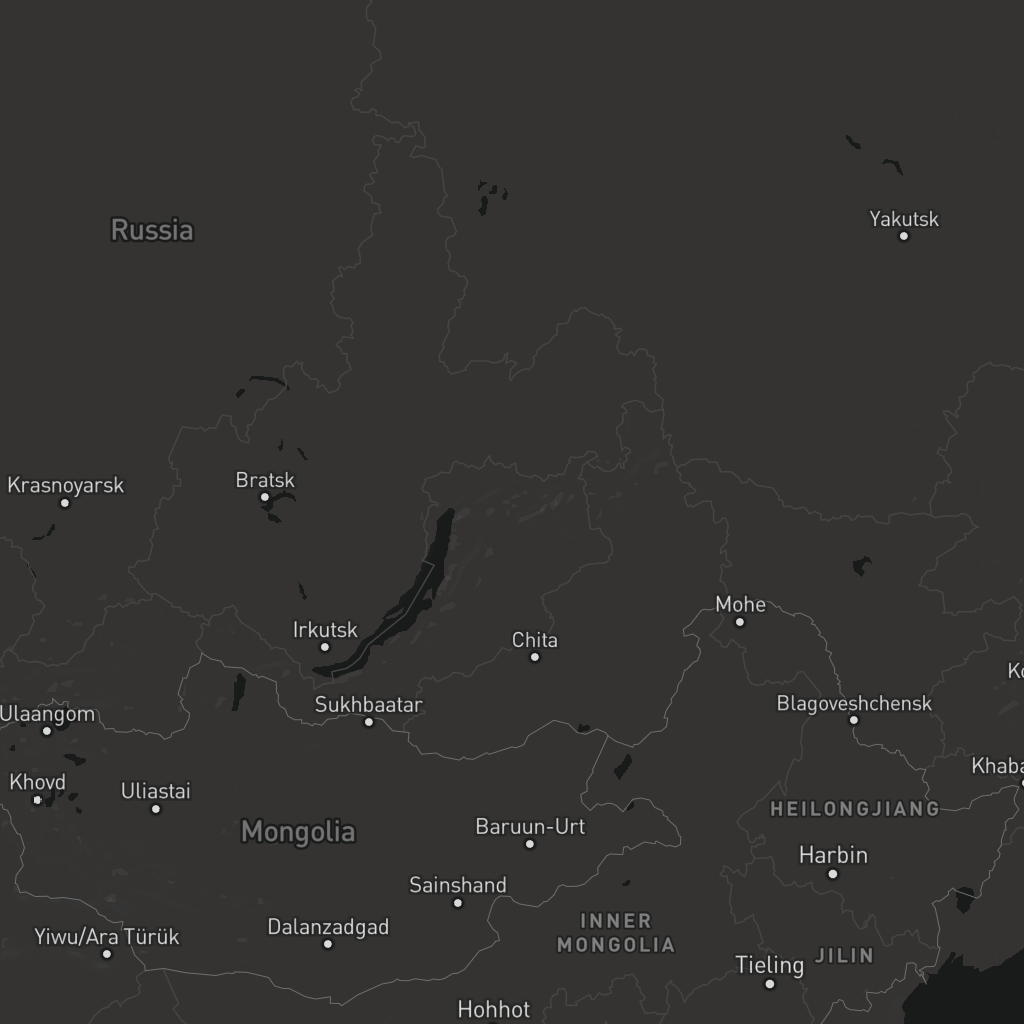 Yakutsk
Russia
Krasnoyarsk
Bratsk
Mohe
Irkutsk
Chita
Sukhbaatar
Blagoveshchensk
Ulaangom
Khovd
Uliastai
HEILONGJIANG
Mongolia
Baruun-Urt
Harbin
Sainshand
INNER
MONGOLIA
Dalanzadgad
Yiwu/Ara Türük
JILIN
Tieling
Hohhot